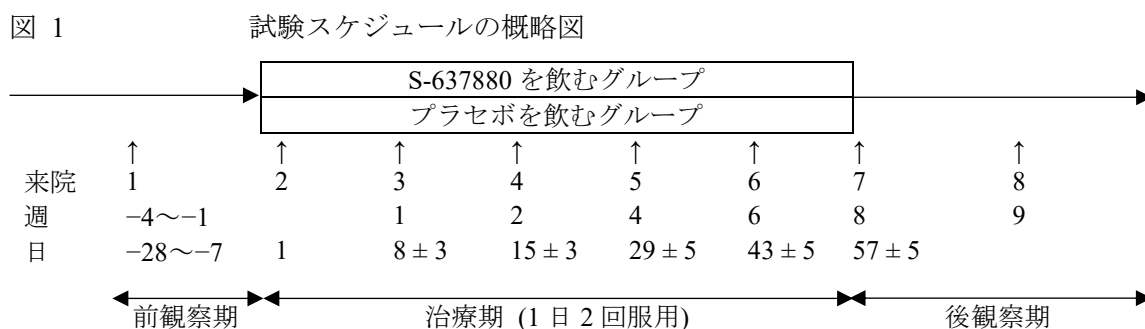 図 1 試験スケジュールの概略図
S-637880 を飲むグループ
プラセボを飲むグループ
↑ ↑ ↑ ↑ ↑ ↑ ↑ ↑
来院 1 2 3 4 5 6 7 8
週 −4～−1 1 2 4 6 8 9
日 −28～−7 1 8 ± 3 15 ± 3 29 ± 5 43 ± 5 57 ± 5
前観察期 治療期 (1 日 2 回服用) 後観察期